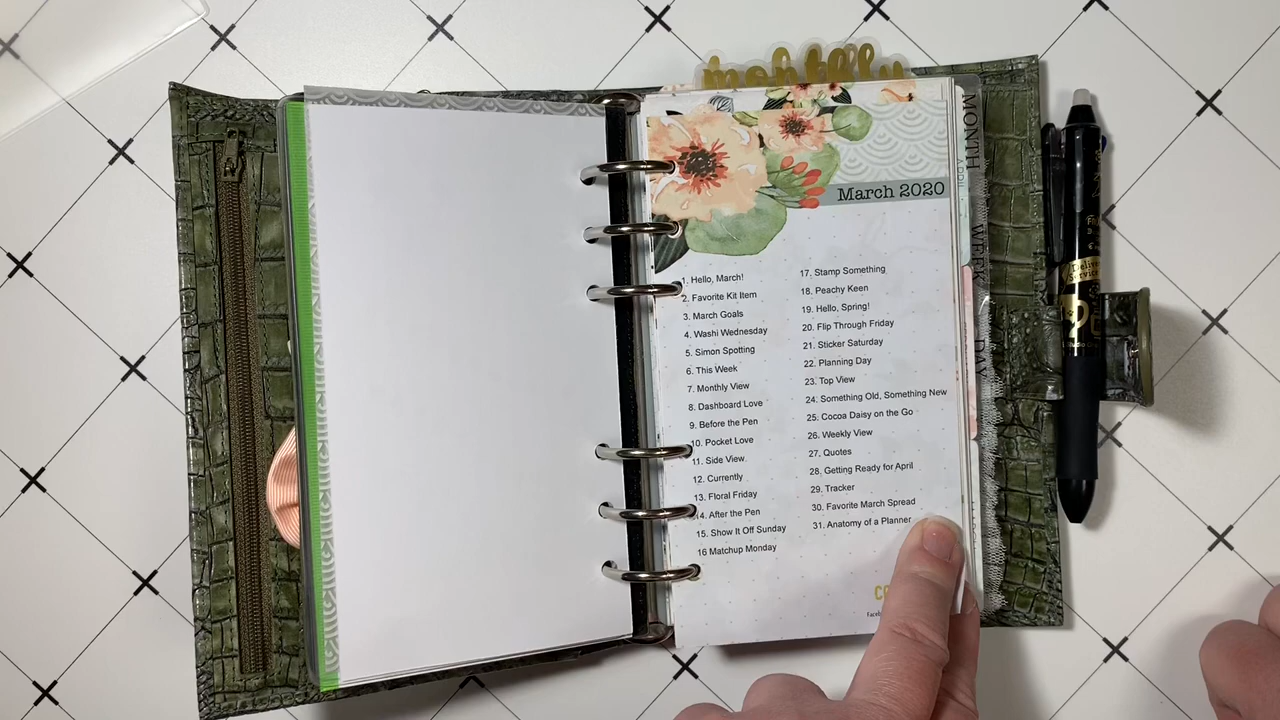 monthly
MONTH
APRIL
WEEK
DAY
March 2020
1. Hello, March!
2. Favorite Kit Item
3. March Goals
4. Washi Wednesday
5. Simon Spotting
6. This Week
7. Monthly View
8. Dashboard Love
9. Before the Pen
10. Pocket Love
11. Side View
12. Currently
13. Floral Friday
14. After the Pen
15. Show It Off Sunday
16 Matchup Monday
17. Stamp Something
18. Peachy Keen
19. Hello, Spring!
20. Flip Through Friday
21. Sticker Saturday
22. Planning Day
23. Top View
24. Something Old, Something New
25. Cocoa Daisy on the Go
26. Weekly View
27. Quotes
28. Getting Ready for April
29. Tracker
30. Favorite March Spread
31. Anatomy of a Planner
Service